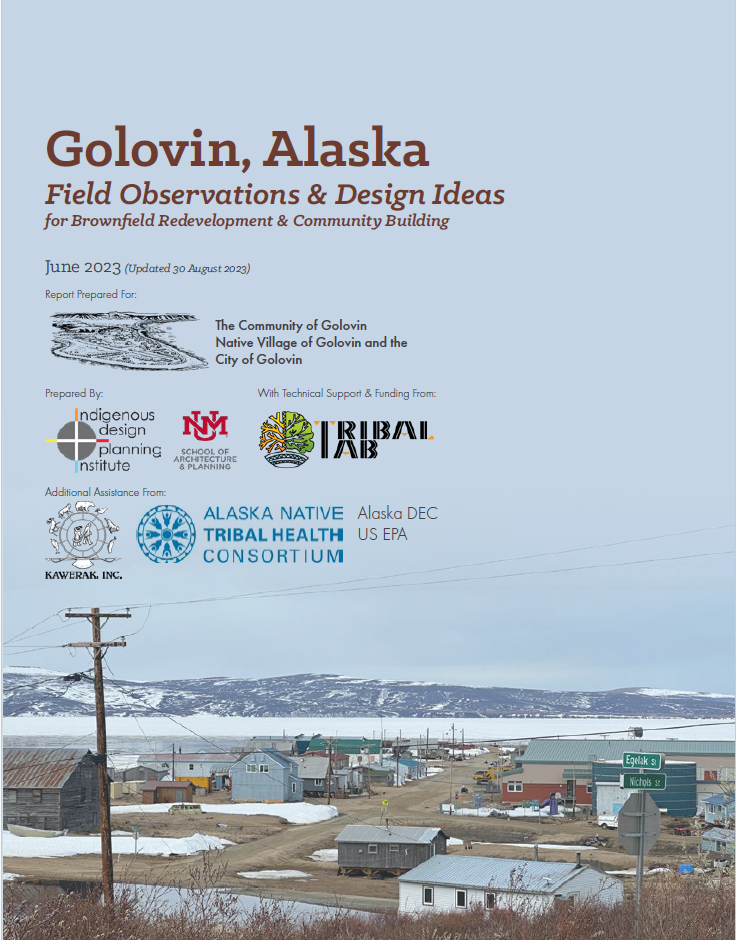 Golovin, Alaska
Field Observations & Design Ideas
for Brownfield Redevelopment & Community Building
June 2023 (Updated 30 August 2023)
Report Prepared For:
The Community of Golovin
Native Village of Golovin and the
City of Golovin
Prepared By:
With Technical Support & Funding From:
indigenous
design
planning
institute
UNM
SCHOOL OF
ARCHITECTURE
& PLANNING
TRIBAL
LAB
Additional Assistance From:
KAWERAK, INC.
ALASKA NATIVE
TRIBAL HEALTH
CONSORTIUM
Alaska DEC
US EPA
Egelak ST
Nichols ST